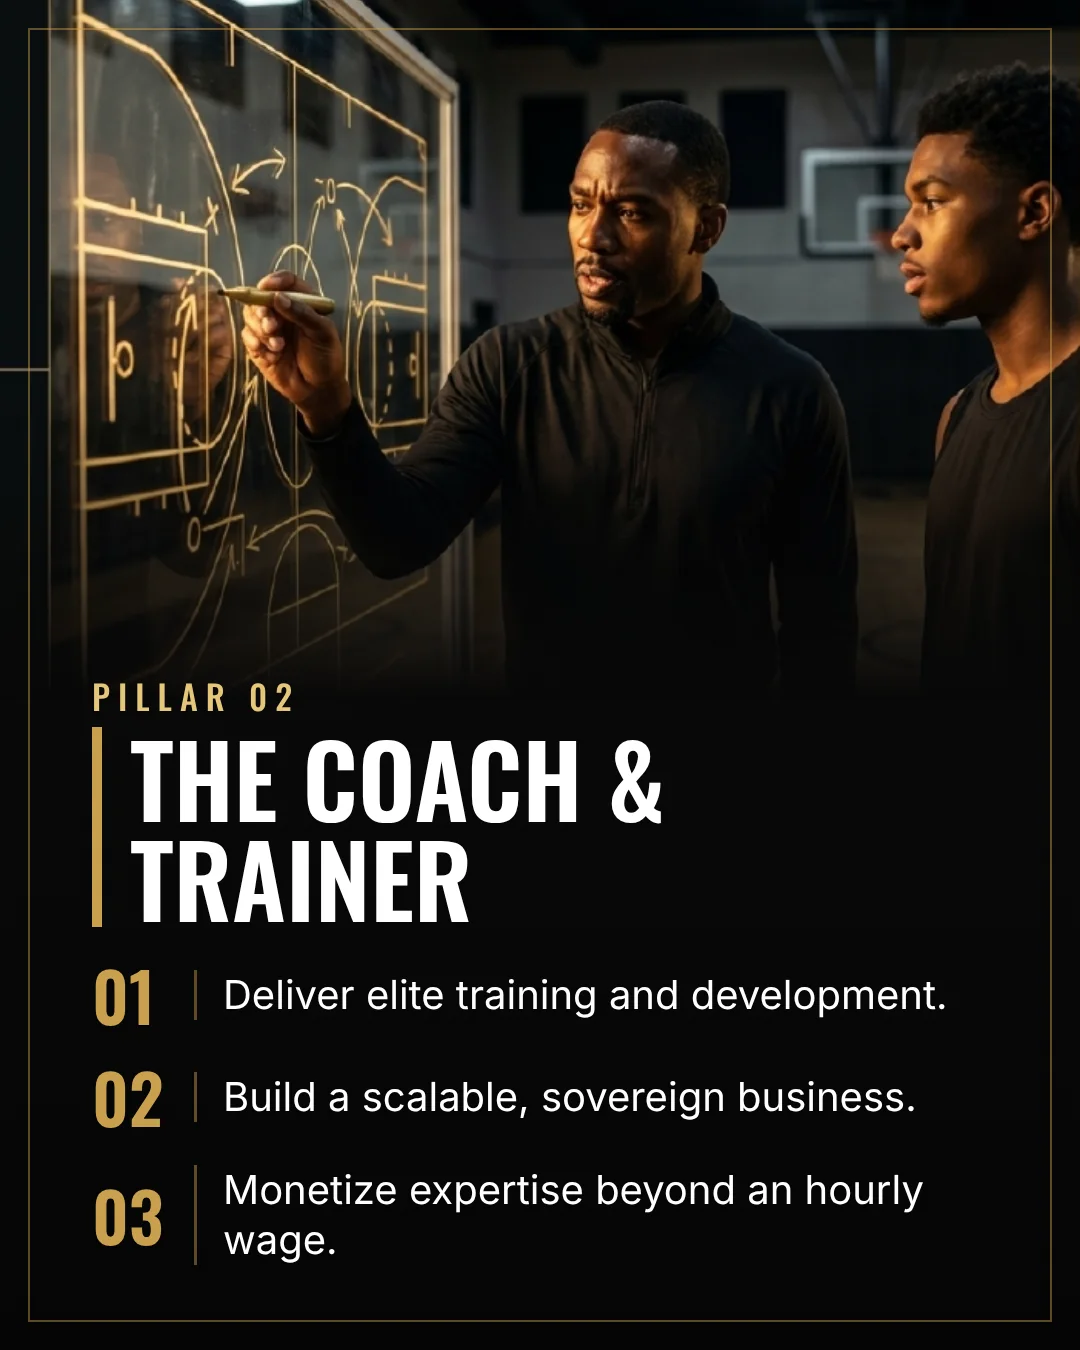 PILLAR 02
THE COACH &
TRAINER
01 Deliver elite training and development.
02 Build a scalable, sovereign business.
03 Monetize expertise beyond an hourly
wage.